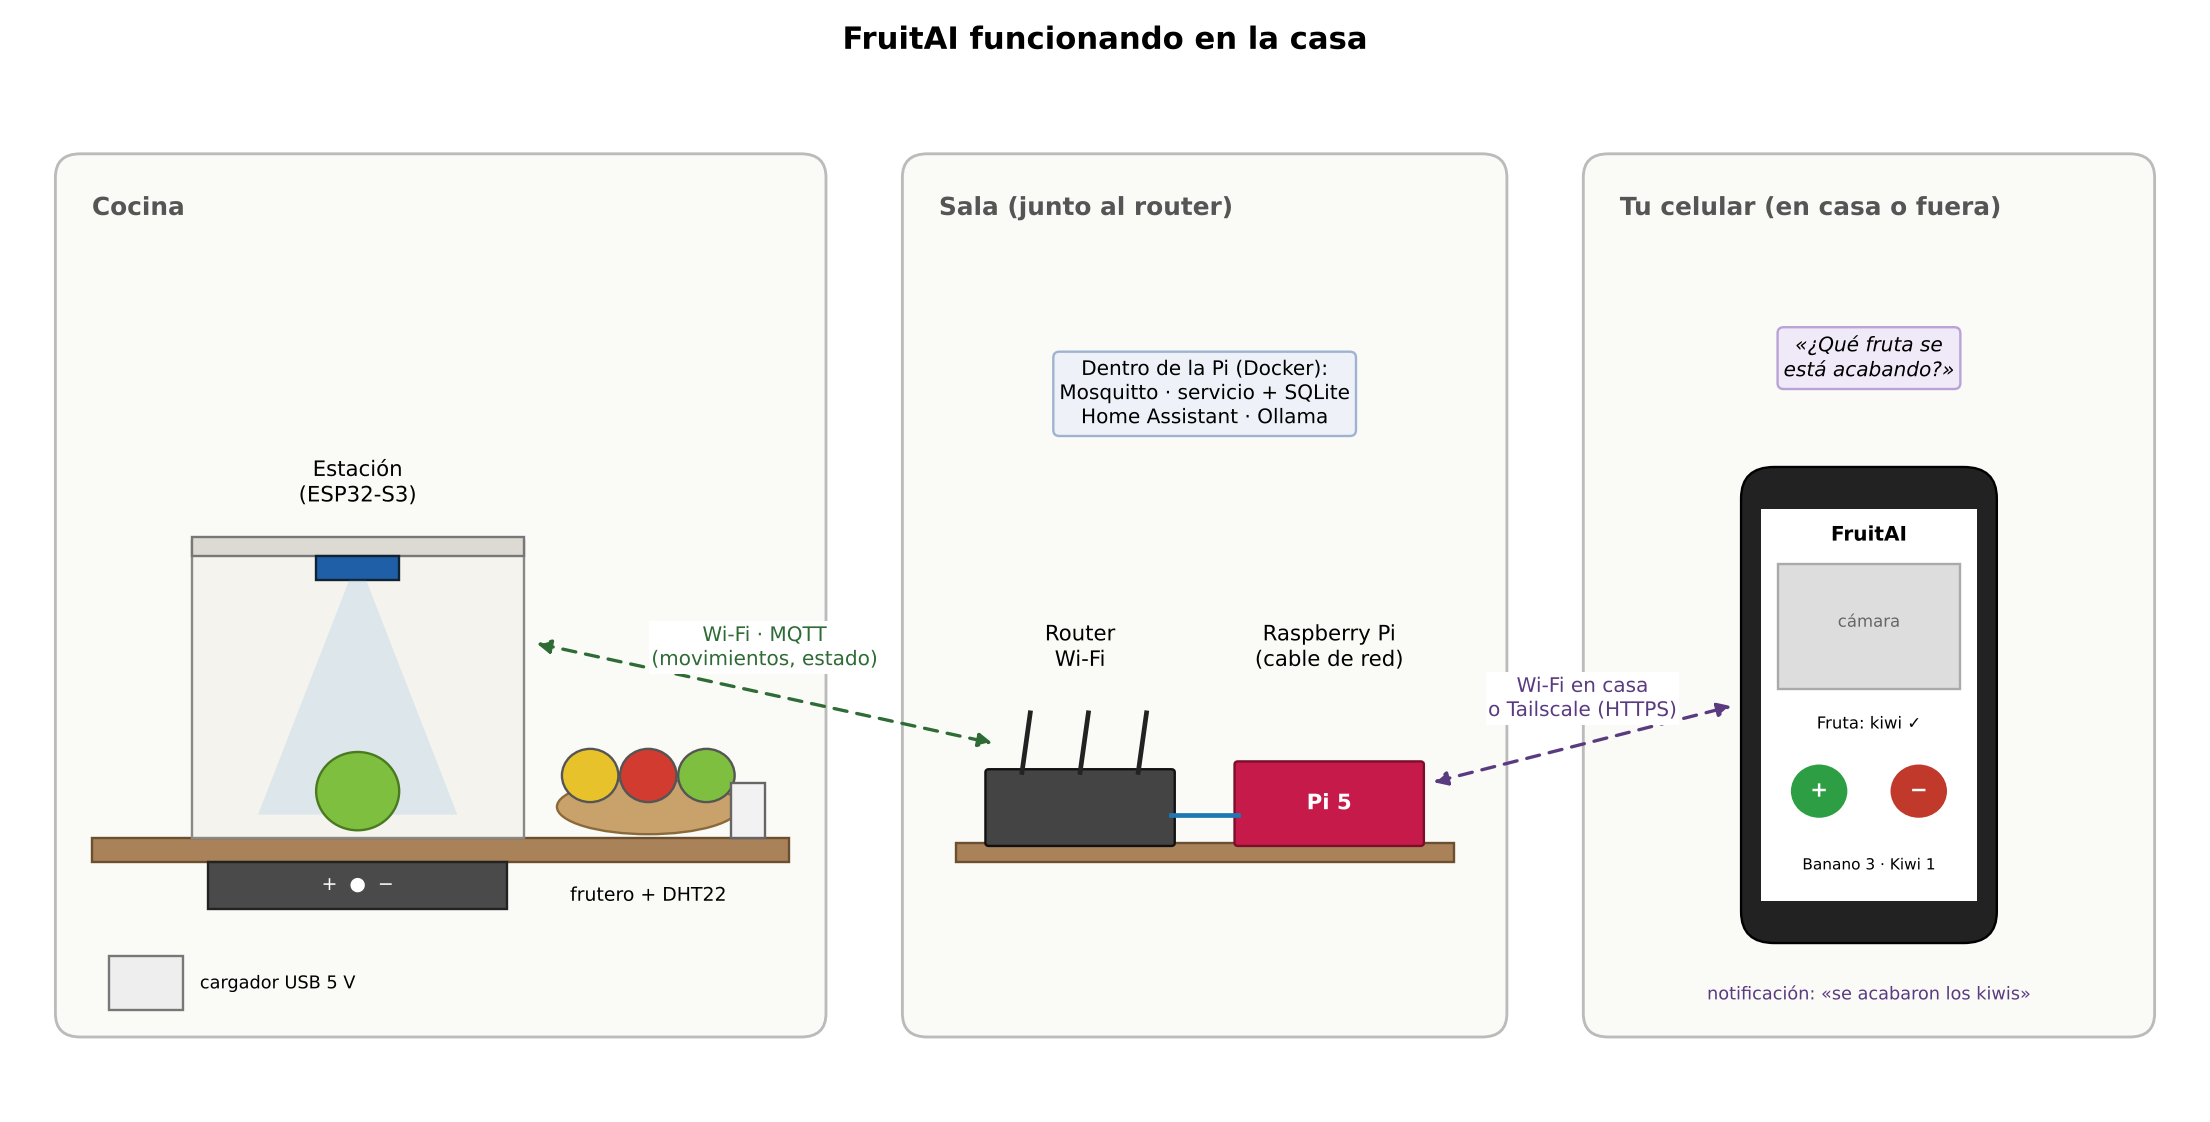 FruitAI funcionando en la casa
Cocina
Estación
(ESP32-S3)
Wi-Fi · MQTT
(movimientos, estado)
+ ● −
frutero + DHT22
cargador USB 5 V
Sala (junto al router)
Dentro de la Pi (Docker):
Mosquitto · servicio + SQLite
Home Assistant · Ollama
Router
Wi-Fi
Raspberry Pi
(cable de red)
Pi 5
Wi-Fi en casa
o Tailscale (HTTPS)
Tu celular (en casa o fuera)
«¿Qué fruta se
está acabando?»
FruitAI
cámara
Fruta: kiwi ✓
+ −
Banano 3 · Kiwi 1
notificación: «se acabaron los kiwis»